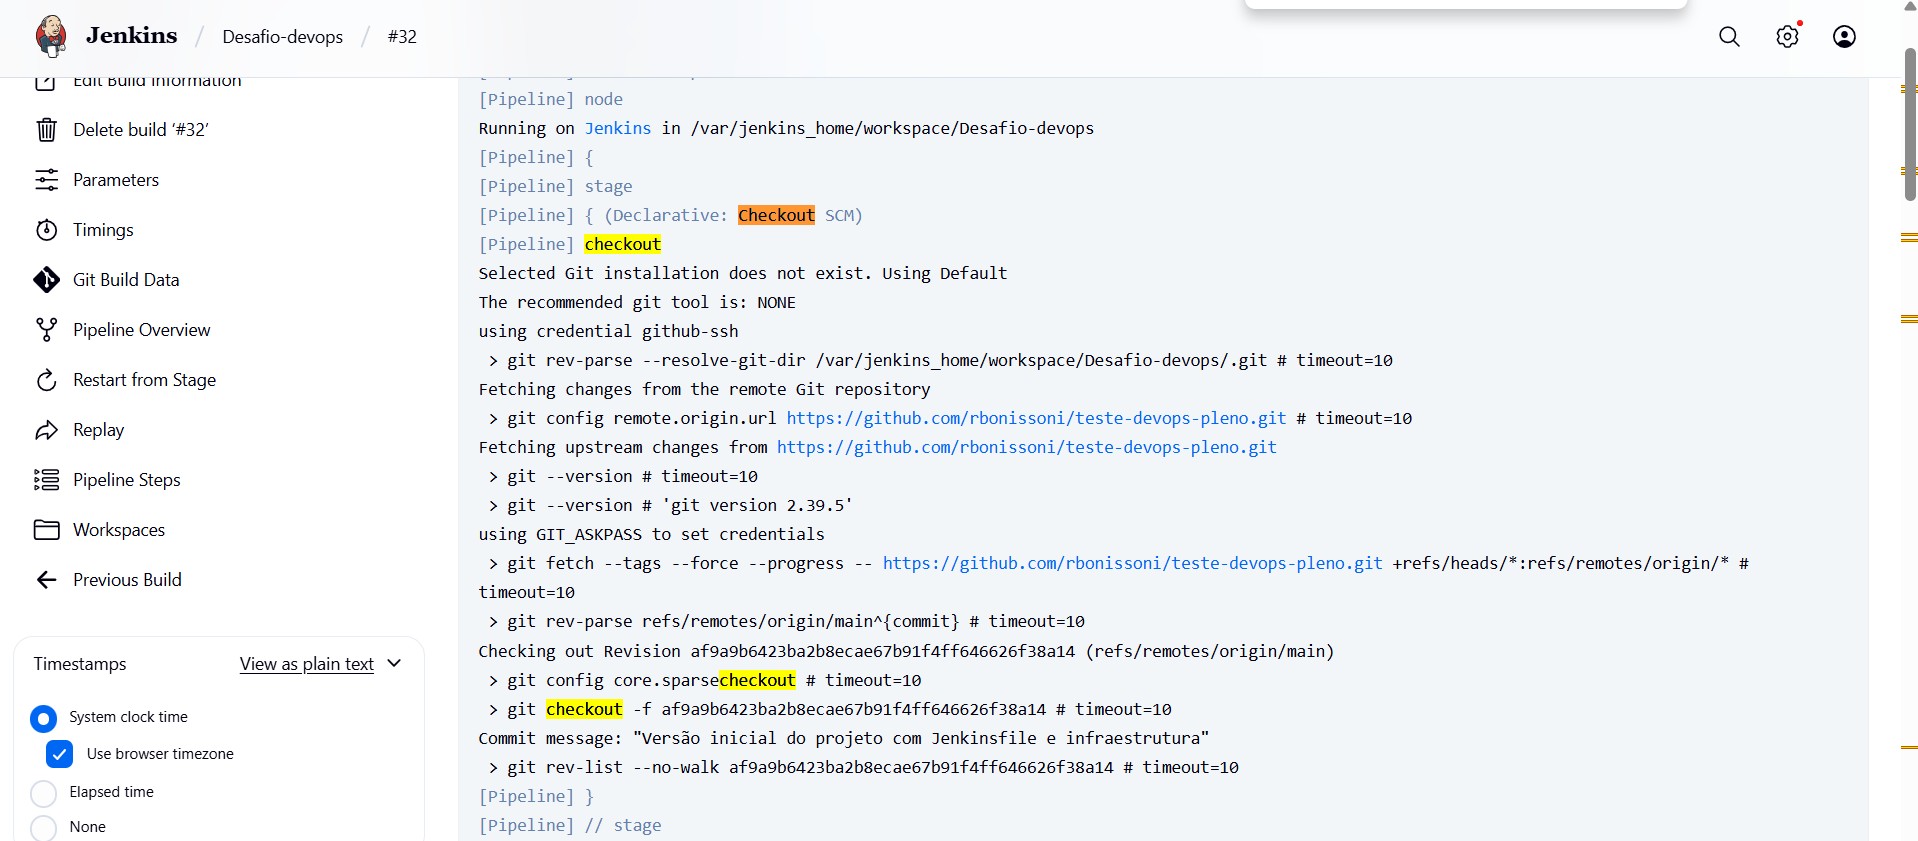 Jenkins / Desafio-devops / #32
Edit Build Information
Delete build ‘#32’
Parameters
Timings
Git Build Data
Pipeline Overview
Restart from Stage
Replay
Pipeline Steps
Workspaces
Previous Build
Timestamps
View as plain text
System clock time
Use browser timezone
Elapsed time
None
[Pipeline] node
Running on Jenkins in /var/jenkins_home/workspace/Desafio-devops
[Pipeline] {
[Pipeline] stage
[Pipeline] { (Declarative: Checkout SCM)
[Pipeline] checkout
Selected Git installation does not exist. Using Default
The recommended git tool is: NONE
using credential github-ssh
> git rev-parse --resolve-git-dir /var/jenkins_home/workspace/Desafio-devops/.git # timeout=10
Fetching changes from the remote Git repository
> git config remote.origin.url https://github.com/rbonissoni/teste-devops-pleno.git # timeout=10
Fetching upstream changes from https://github.com/rbonissoni/teste-devops-pleno.git
> git --version # timeout=10
> git --version # 'git version 2.39.5'
using GIT_ASKPASS to set credentials
> git fetch --tags --force --progress -- https://github.com/rbonissoni/teste-devops-pleno.git +refs/heads/*:refs/remotes/origin/* #
timeout=10
> git rev-parse refs/remotes/origin/main^{commit} # timeout=10
Checking out Revision af9a9b6423ba2b8ecae67b91f4ff646626f38a14 (refs/remotes/origin/main)
> git config core.sparsecheckout # timeout=10
> git checkout -f af9a9b6423ba2b8ecae67b91f4ff646626f38a14 # timeout=10
Commit message: "Versão inicial do projeto com Jenkinsfile e infraestrutura"
> git rev-list --no-walk af9a9b6423ba2b8ecae67b91f4ff646626f38a14 # timeout=10
[Pipeline] }
[Pipeline] // stage